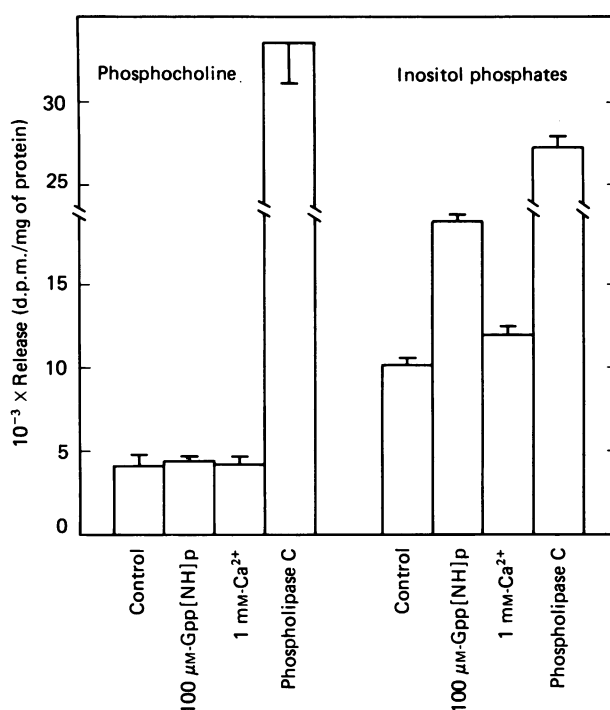 Phosphocholine
Inositol phosphates
10⁻³ × Release (d.p.m./mg of protein)
30
25
15
10
5
0
Control
100 μM-Gpp[NH]p
1 mM-Ca²⁺
Phospholipase C
Control
100 μM-Gpp[NH]p
1 mM-Ca²⁺
Phospholipase C